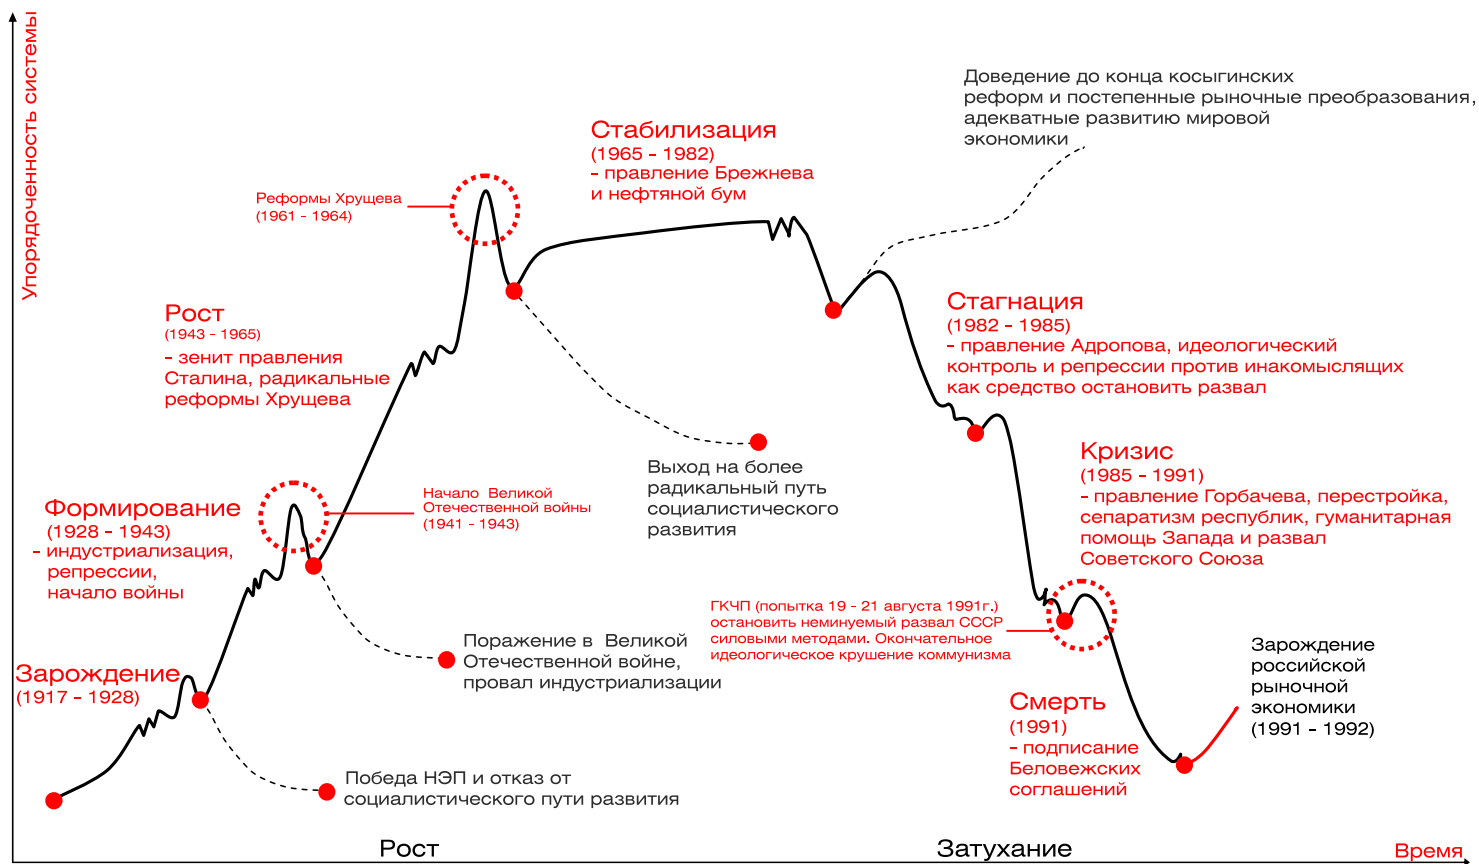 Упорядоченность системы
Доведение до конца косыгинских
реформ и постепенные рыночные преобразования,
адекватные развитию мировой
экономики
Стабилизация
(1965 - 1982)
- правление Брежнева
и нефтяной бум
Реформы Хрущева
(1961 - 1964)
Рост
(1943 - 1965)
- зенит правления
Сталина, радикальные
реформы Хрущева
Стагнация
(1982 - 1985)
- правление Адропова, идеологический
контроль и репрессии против инакомыслящих
как средство остановить развал
Выход на более
радикальный путь
социалистического
развития
Кризис
(1985 - 1991)
- правление Горбачева, перестройка,
сепаратизм республик, гуманитарная
помощь Запада и развал
Советского Союза
Формирование
(1928 - 1943)
- индустриализация,
репрессии,
начало войны
Начало Великой
Отечественной войны
(1941 - 1943)
ГКЧП (попытка 19 - 21 августа 1991г.)
остановить неминуемый развал СССР
силовыми методами. Окончательное
идеологическое крушение коммунизма
Поражение в Великой
Отечественной войне,
провал индустриализации
Зарождение
российской
рыночной
экономики
(1991 - 1992)
Зарождение
(1917 - 1928)
Смерть
(1991)
- подписание
Беловежских
соглашений
Победа НЭП и отказ от
социалистического пути развития
Рост
Затухание
Время